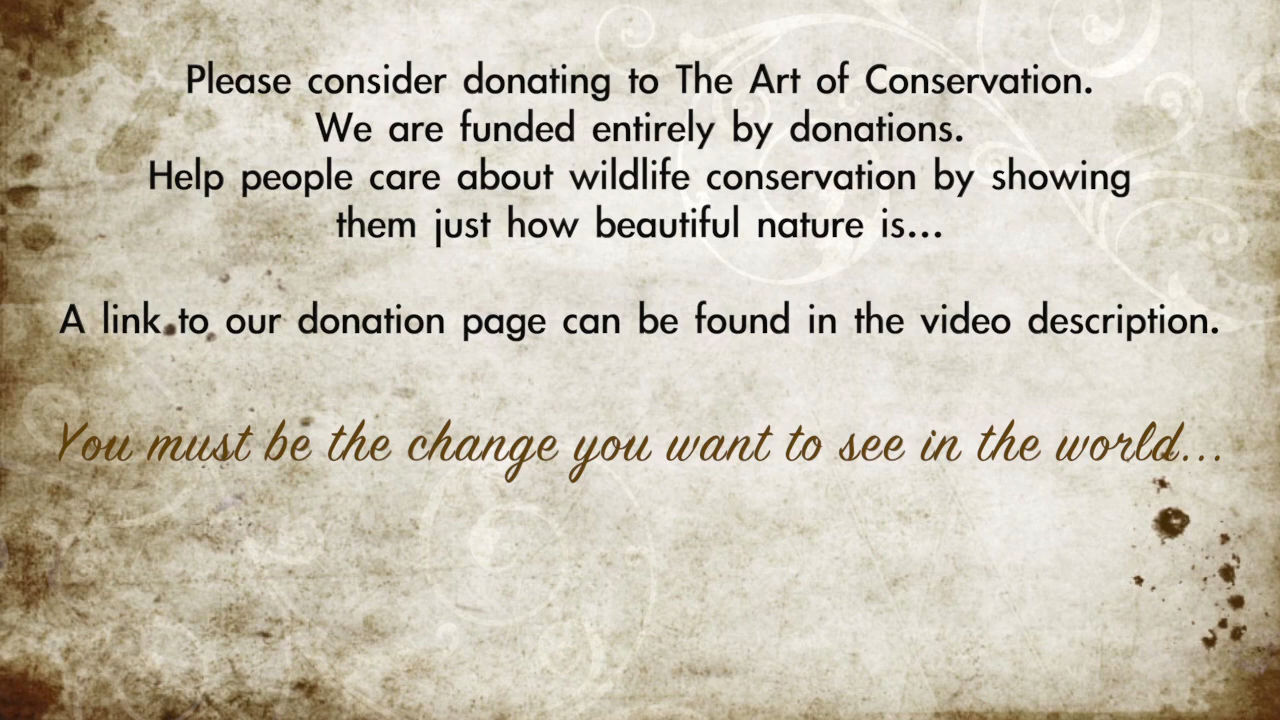 Please consider donating to The Art of Conservation.
We are funded entirely by donations.
Help people care about wildlife conservation by showing
them just how beautiful nature is...
A link to our donation page can be found in the video description.
You must be the change you want to see in the world...